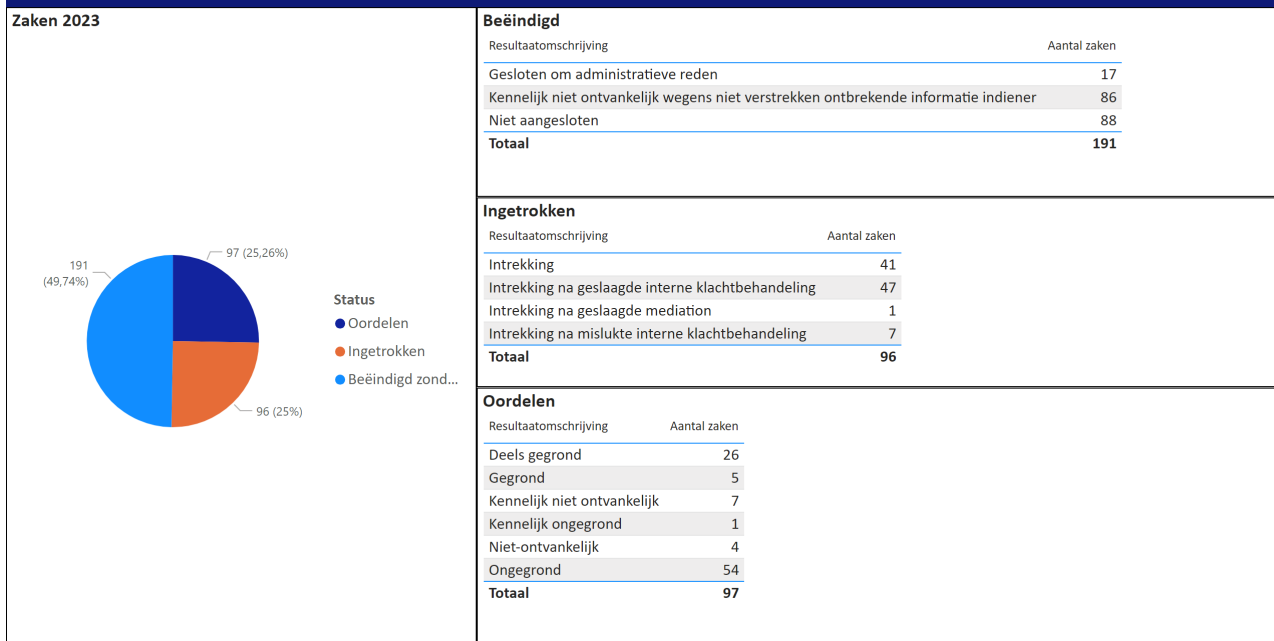 Zaken 2023
191
(49,74%)
97 (25,26%)
96 (25%)
Status
Oordelen
Ingetrokken
Beëindigd zond...
Beëindigd
Resultaatomschrijving Aantal zaken
Gesloten om administratieve reden 17
Kennelijk niet ontvankelijk wegens niet verstrekken ontbrekende informatie indiener 86
Niet aangesloten 88
Totaal 191
Ingetrokken
Resultaatomschrijving Aantal zaken
Intrekking 41
Intrekking na geslaagde interne klachtbehandeling 47
Intrekking na geslaagde mediation 1
Intrekking na mislukte interne klachtbehandeling 7
Totaal 96
Oordelen
Resultaatomschrijving Aantal zaken
Deels gegrond 26
Gegrond 5
Kennelijk niet ontvankelijk 7
Kennelijk ongegrond 1
Niet-ontvankelijk 4
Ongegrond 54
Totaal 97